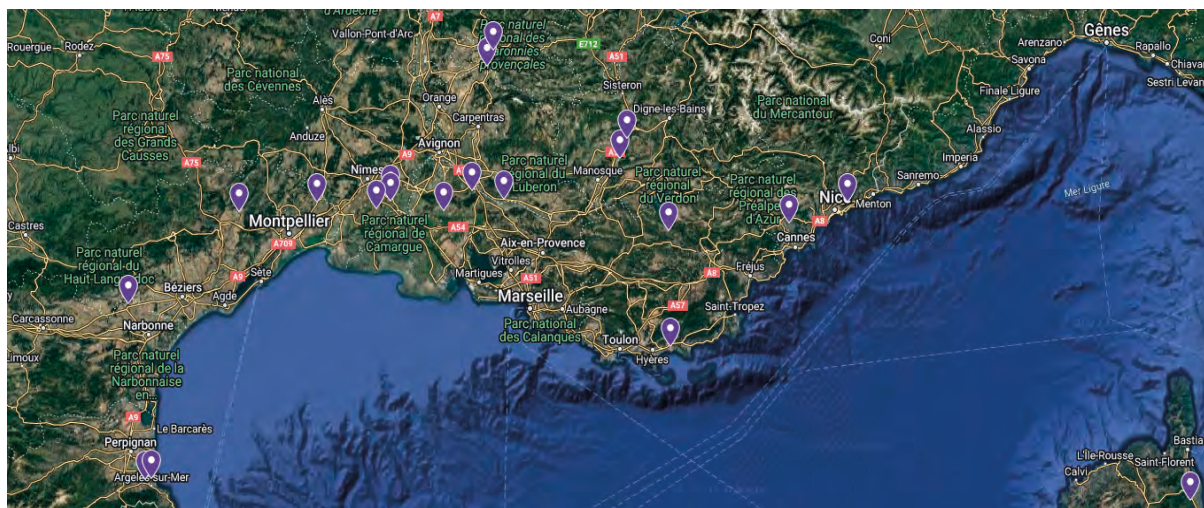 d'Ardèche
A7
Vallon-Pont-d'Arc
Parc naturel
régional des
Baronnies
provençales
E712
Coni
Gênes
Arenzano
Rapallo
Savona
Chiavari
Sestri Levan
Rouergue
Rodez
A75
A51
Sisteron
Parc national
des Cévennes
Alès
Orange
Carpentras
Digne-les-Bains
Parc national
du Mercantour
Finale Ligure
Alassio
Parc naturel
régional
des Grands
Causses
Anduze
A9
Avignon
Albi
A75
Nîmes
Parc naturel
régional du
Luberon
Manosque
Parc naturel
régional
du Verdon
Parc naturel
régional des
Préalpes
d'Azur
Imperia
Sanremo
Menton
Nice
Mer Ligure
Castres
Montpellier
A709
Parc naturel
régional de
Camargue
A54
Aix-en-Provence
Vitrolles
Martigues
A51
A8
Cannes
Parc naturel
régional du
Haut-Languedoc
A9
Sète
Béziers
Agde
A8
Fréjus
Saint-Tropez
A57
Marseille
Aubagne
Parc national
des Calanques
Toulon
Hyères
Carcassonne
Narbonne
Limoux
Parc naturel
régional de la
Narbonnaise
en...
A9
Le Barcarès
Perpignan
Argelès-sur-Mer
Bastia
L'Île-Rousse
Saint-Florent
Calvi